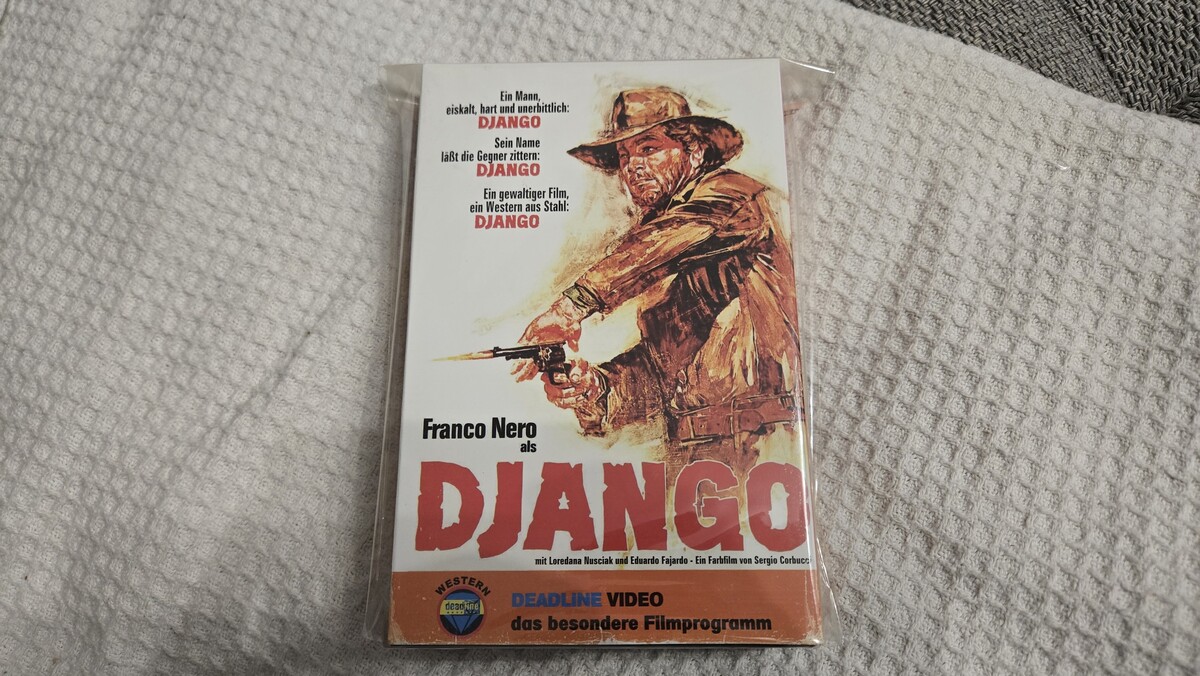 Ein Mann,
eiskalt, hart und unerbittlich:
DJANGO
Sein Name
läßt die Gegner zittern:
DJANGO
Ein gewaltiger Film,
ein Western aus Stahl:
DJANGO
Franco Nero
als
DJANGO
mit Loredana Nusciak und Eduardo Fajardo - Ein Farbfilm von Sergio Corbucci
WESTERN
deadline
DEADLINE VIDEO
das besondere Filmprogramm